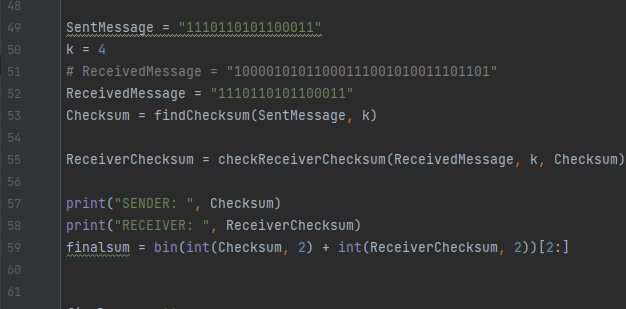 48
49 SentMessage = "1110110101100011"
50 k = 4
51 # ReceivedMessage = "10000101011000111001010011101101"
52 ReceivedMessage = "1110110101100011"
53 Checksum = findChecksum(SentMessage, k)
54
55 ReceiverChecksum = checkReceiverChecksum(ReceivedMessage, k, Checksum)
56
57 print("SENDER: ", Checksum)
58 print("RECEIVER: ", ReceiverChecksum)
59 finalsum = bin(int(Checksum, 2) + int(ReceiverChecksum, 2))[2:]
60
61